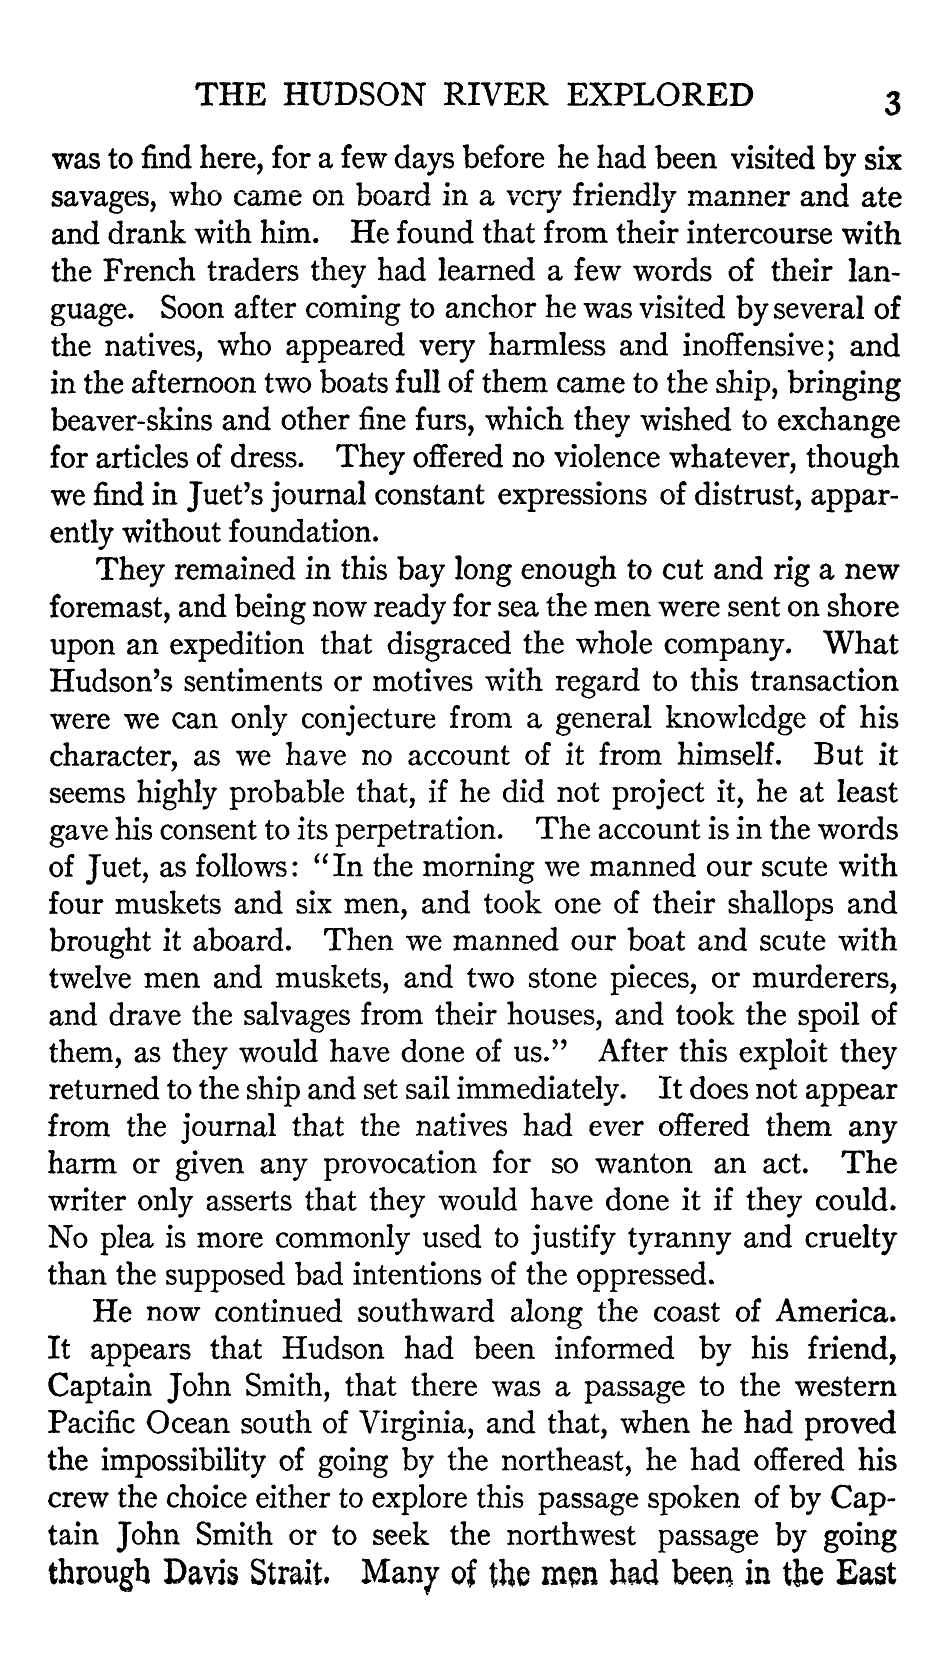 THE HUDSON RIVER EXPLORED 3
was to find here, for a few days before he had been visited by six
savages, who came on board in a very friendly manner and ate
and drank with him. He found that from their intercourse with
the French traders they had learned a few words of their lan-
guage. Soon after coming to anchor he was visited by several of
the natives, who appeared very harmless and inoffensive; and
in the afternoon two boats full of them came to the ship, bringing
beaver-skins and other fine furs, which they wished to exchange
for articles of dress. They offered no violence whatever, though
we find in Juet's journal constant expressions of distrust, appar-
ently without foundation.
They remained in this bay long enough to cut and rig a new
foremast, and being now ready for sea the men were sent on shore
upon an expedition that disgraced the whole company. What
Hudson's sentiments or motives with regard to this transaction
were we can only conjecture from a general knowledge of his
character, as we have no account of it from himself. But it
seems highly probable that, if he did not project it, he at least
gave his consent to its perpetration. The account is in the words
of Juet, as follows: "In the morning we manned our scute with
four muskets and six men, and took one of their shallops and
brought it aboard. Then we manned our boat and scute with
twelve men and muskets, and two stone pieces, or murderers,
and drave the salvages from their houses, and took the spoil of
them, as they would have done of us." After this exploit they
returned to the ship and set sail immediately. It does not appear
from the journal that the natives had ever offered them any
harm or given any provocation for so wanton an act. The
writer only asserts that they would have done it if they could.
No plea is more commonly used to justify tyranny and cruelty
than the supposed bad intentions of the oppressed.
He now continued southward along the coast of America.
It appears that Hudson had been informed by his friend,
Captain John Smith, that there was a passage to the western
Pacific Ocean south of Virginia, and that, when he had proved
the impossibility of going by the northeast, he had offered his
crew the choice either to explore this passage spoken of by Cap-
tain John Smith or to seek the northwest passage by going
through Davis Strait. Many of the men had been in the East